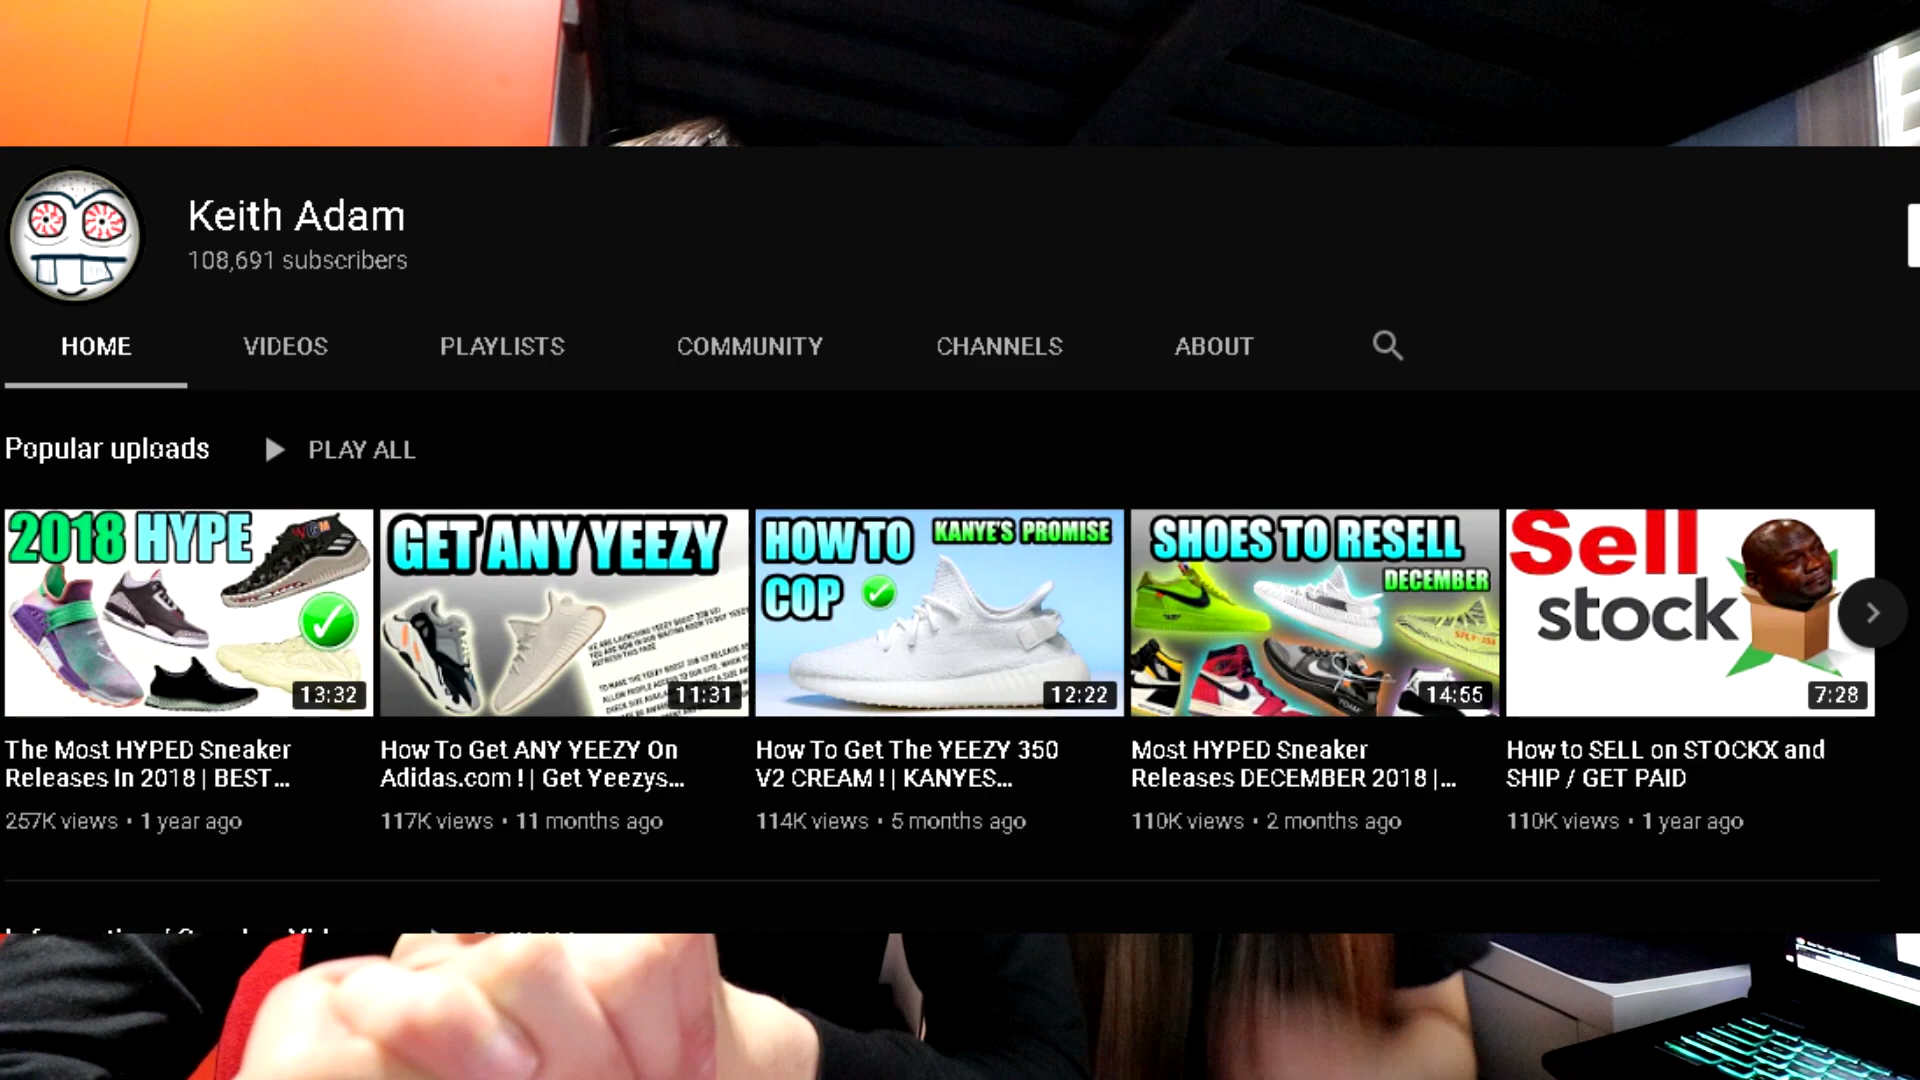 Keith Adam
108,691 subscribers
HOME VIDEOS PLAYLISTS COMMUNITY CHANNELS ABOUT
Popular uploads PLAY ALL
2018 HYPE
13:32
GET ANY YEEZY
11:31
HOW TO COP
KANYE'S PROMISE
12:22
SHOES TO RESELL
DECEMBER
14:55
Sell
stock
7:28
The Most HYPED Sneaker
Releases In 2018 | BEST...
257K views • 1 year ago
How To Get ANY YEEZY On
Adidas.com ! | Get Yeezys...
117K views • 11 months ago
How To Get The YEEZY 350
V2 CREAM ! | KANYES...
114K views • 5 months ago
Most HYPED Sneaker
Releases DECEMBER 2018 |...
110K views • 2 months ago
How to SELL on STOCKX and
SHIP / GET PAID
110K views • 1 year ago